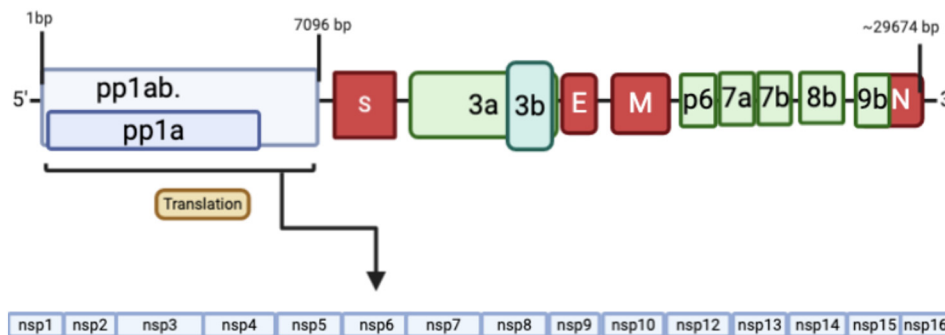 1bp
7096 bp
~29674 bp
5'
pp1ab.
pp1a
s
3a
3b
E
M
p6
7a
7b
8b
9b
N
3
Translation
nsp1 nsp2 nsp3 nsp4 nsp5 nsp6 nsp7 nsp8 nsp9 nsp10 nsp12 nsp13 nsp14 nsp15 nsp16